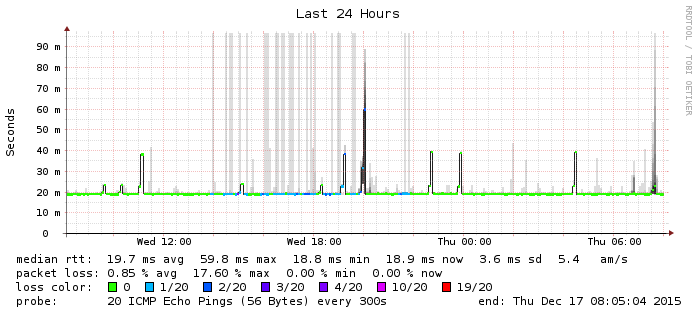 Last 24 Hours
RRDTOOL / TOBI OETIKER
Seconds
90 m
80 m
70 m
60 m
50 m
40 m
30 m
20 m
10 m
0
Wed 12:00 Wed 18:00 Thu 00:00 Thu 06:00
median rtt: 19.7 ms avg 59.8 ms max 18.8 ms min 18.9 ms now 3.6 ms sd 5.4 am/s
packet loss: 0.85 % avg 17.60 % max 0.00 % min 0.00 % now
loss color: 0 1/20 2/20 3/20 4/20 10/20 19/20
probe: 20 ICMP Echo Pings (56 Bytes) every 300s end: Thu Dec 17 08:05:04 2015